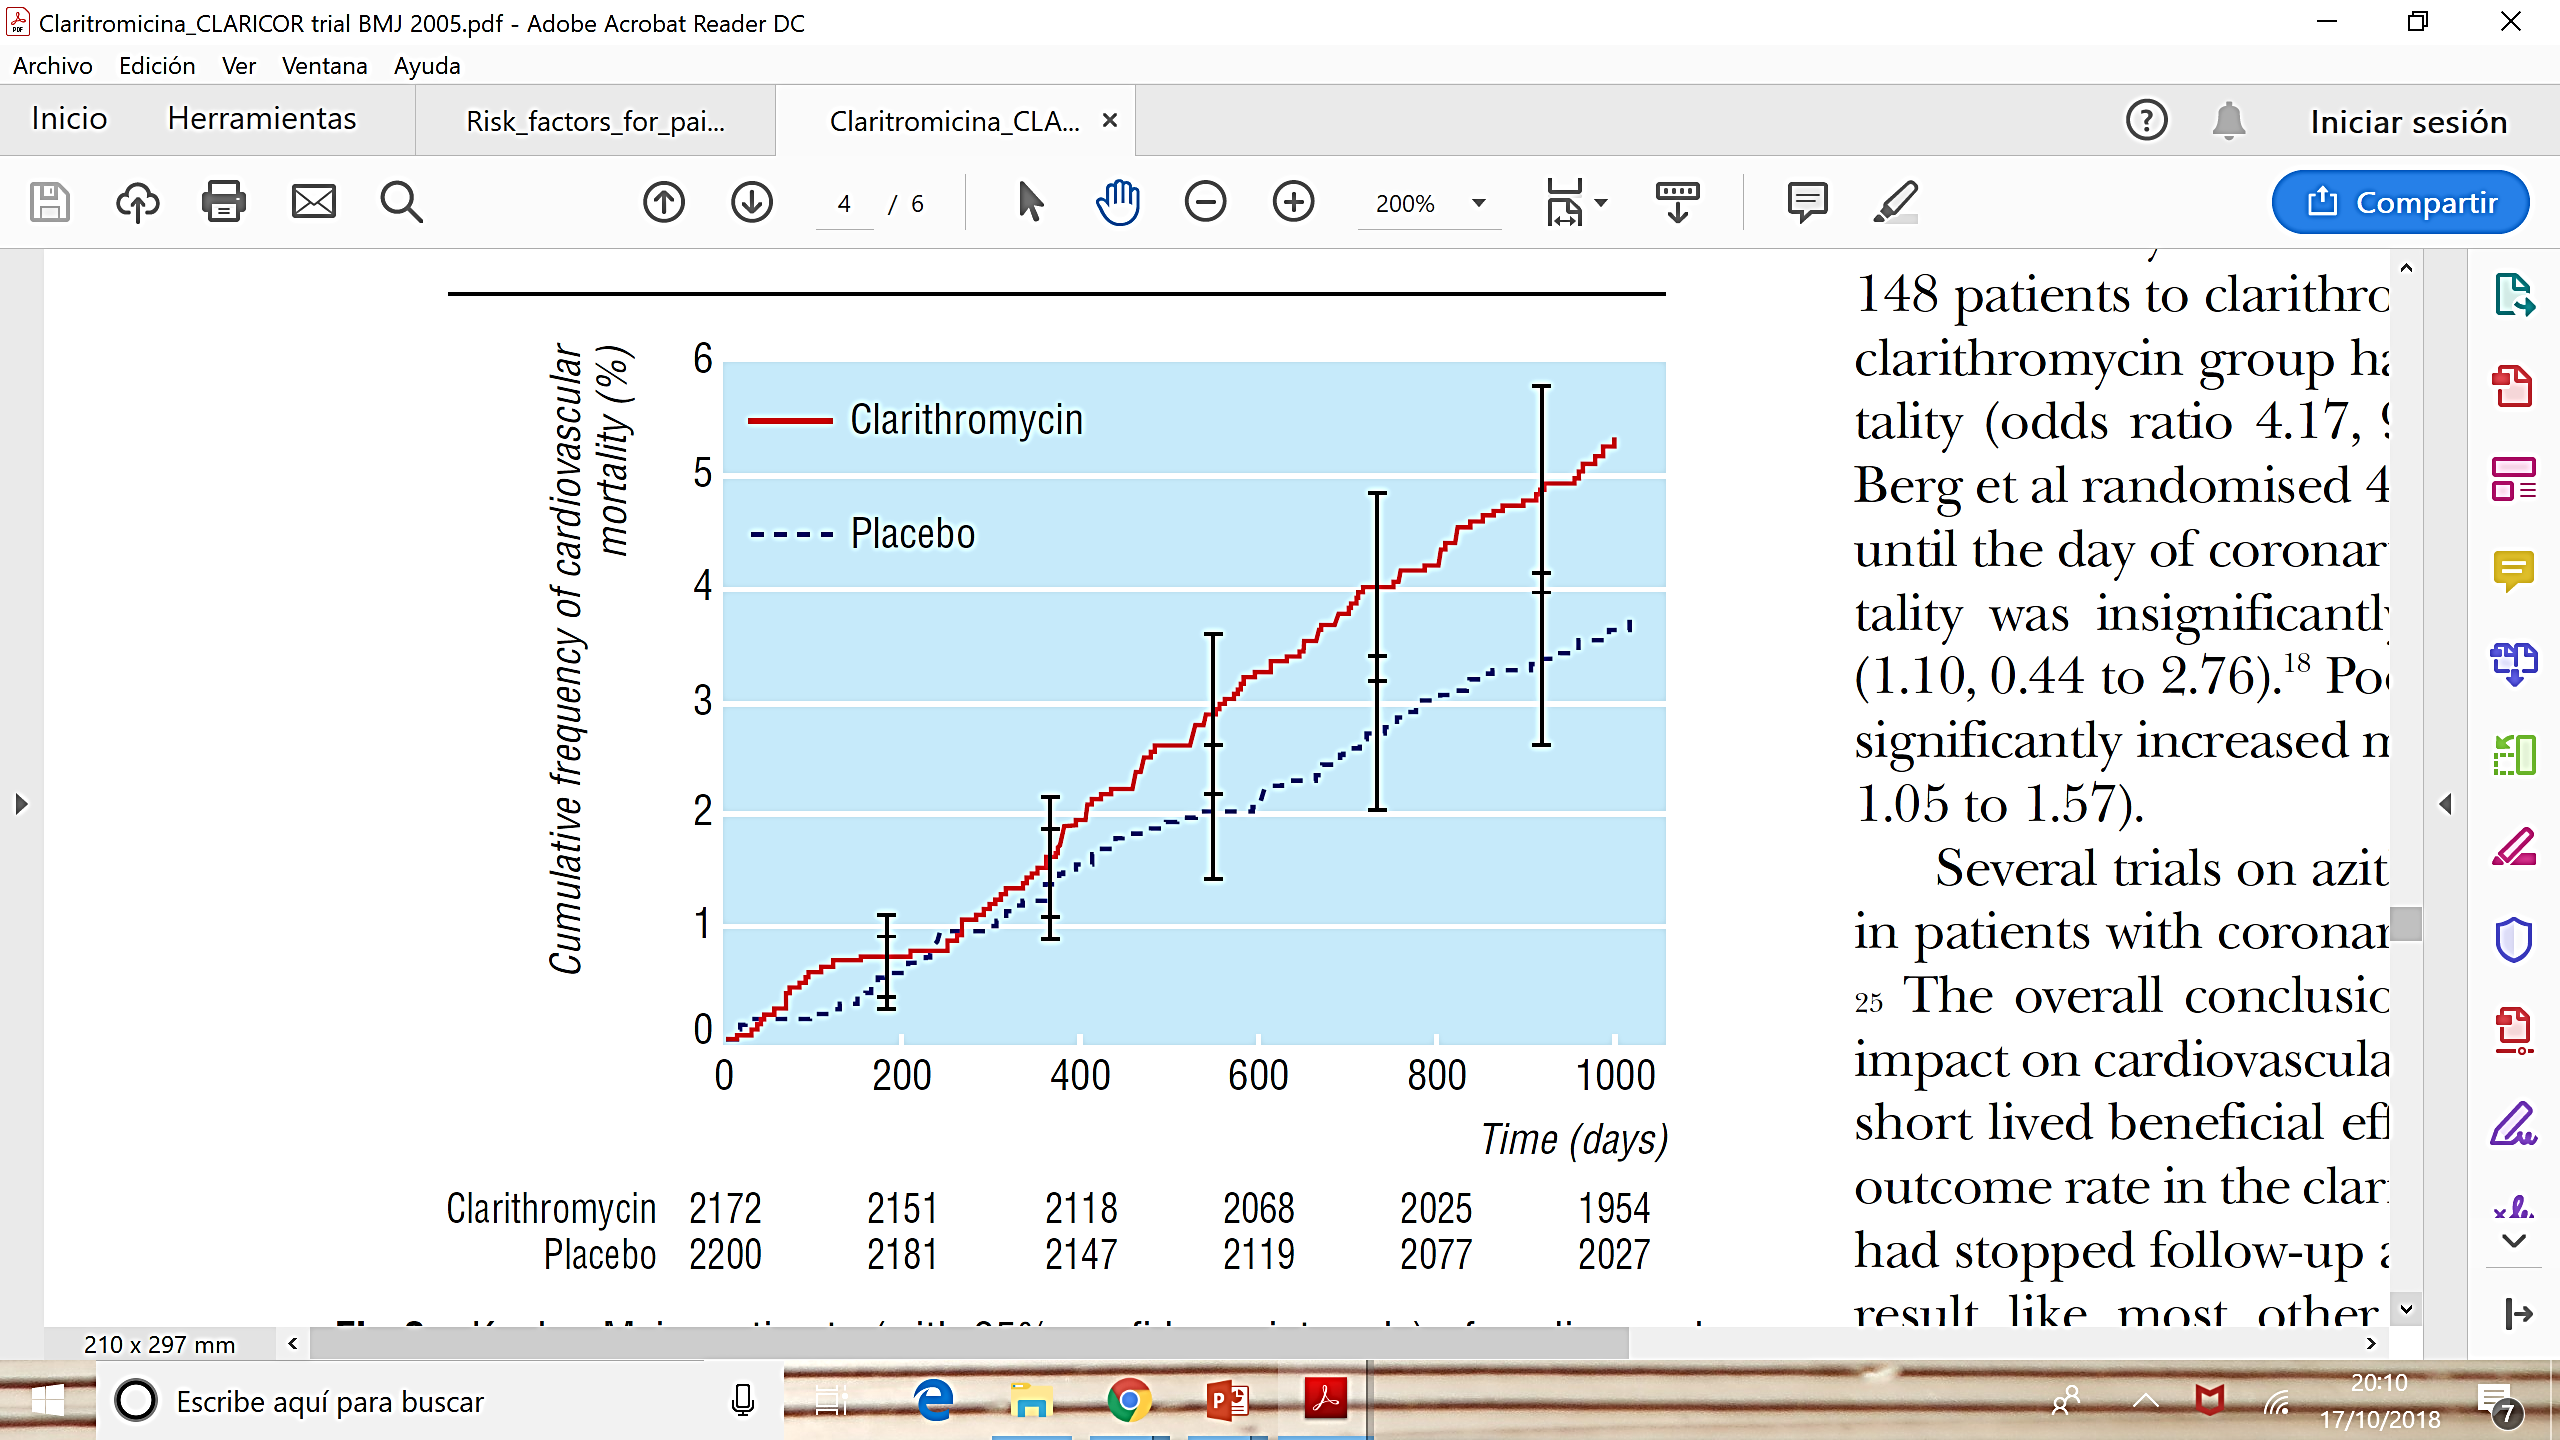 Claritromicina_CLARICOR trial BMJ 2005.pdf - Adobe Acrobat Reader DC
Archivo Edición Ver Ventana Ayuda
Inicio Herramientas Risk_factors_for_pai... Claritromicina_CLA... Iniciar sesión
4 / 6 200% Compartir
Cumulative frequency of cardiovascular
mortality (%)
6
5
4
3
2
1
0
Clarithromycin
Placebo
0 200 400 600 800 1000
Time (days)
Clarithromycin 2172 2151 2118 2068 2025 1954
Placebo 2200 2181 2147 2119 2077 2027
148 patients to clarithro
clarithromycin group ha
tality (odds ratio 4.17,
Berg et al randomised 4
until the day of coronar
tality was insignificantly
(1.10, 0.44 to 2.76).18 Po
significantly increased m
1.05 to 1.57).
Several trials on azit
in patients with coronar
25 The overall conclusio
impact on cardiovascula
short lived beneficial eff
outcome rate in the clar
had stopped follow-up a
result like most other
210 x 297 mm
Escribe aquí para buscar
20:10
17/10/2018
7